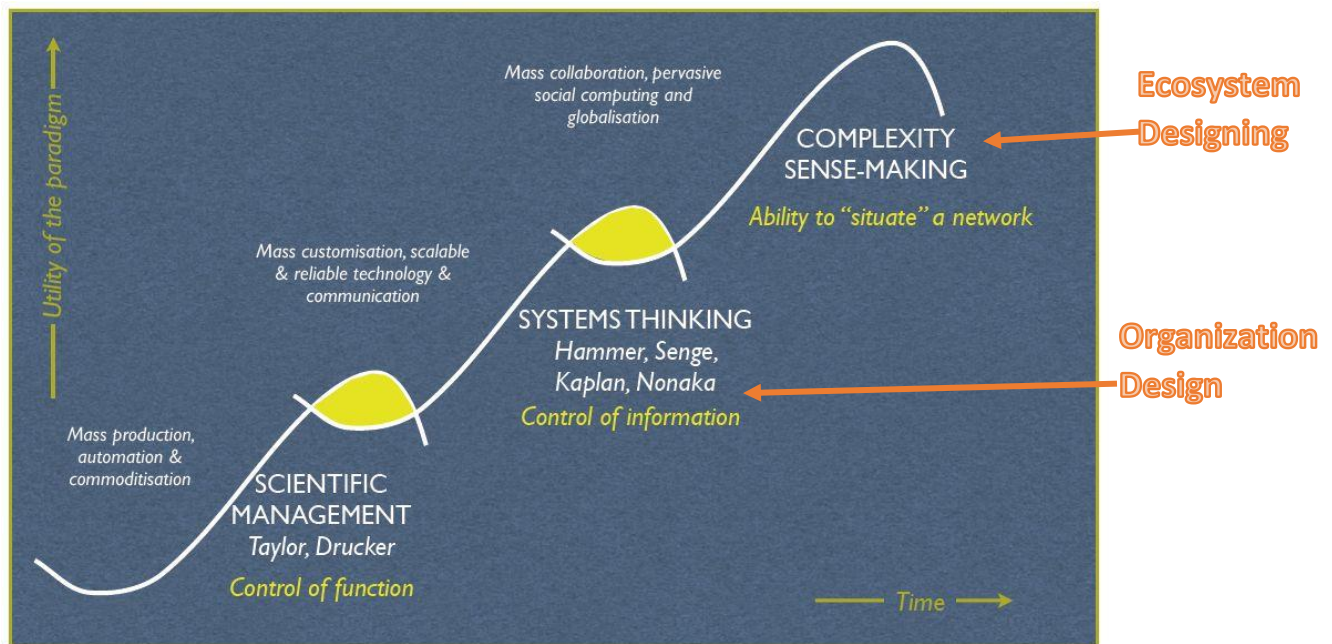 Utility of the paradigm
Mass collaboration, pervasive
social computing and
globalisation
COMPLEXITY
SENSE-MAKING
Ability to “situate” a network
Ecosystem
Designing
Mass customisation, scalable
& reliable technology &
communication
SYSTEMS THINKING
Hammer, Senge,
Kaplan, Nonaka
Control of information
Organization
Design
Mass production,
automation &
commoditisation
SCIENTIFIC
MANAGEMENT
Taylor, Drucker
Control of function
Time